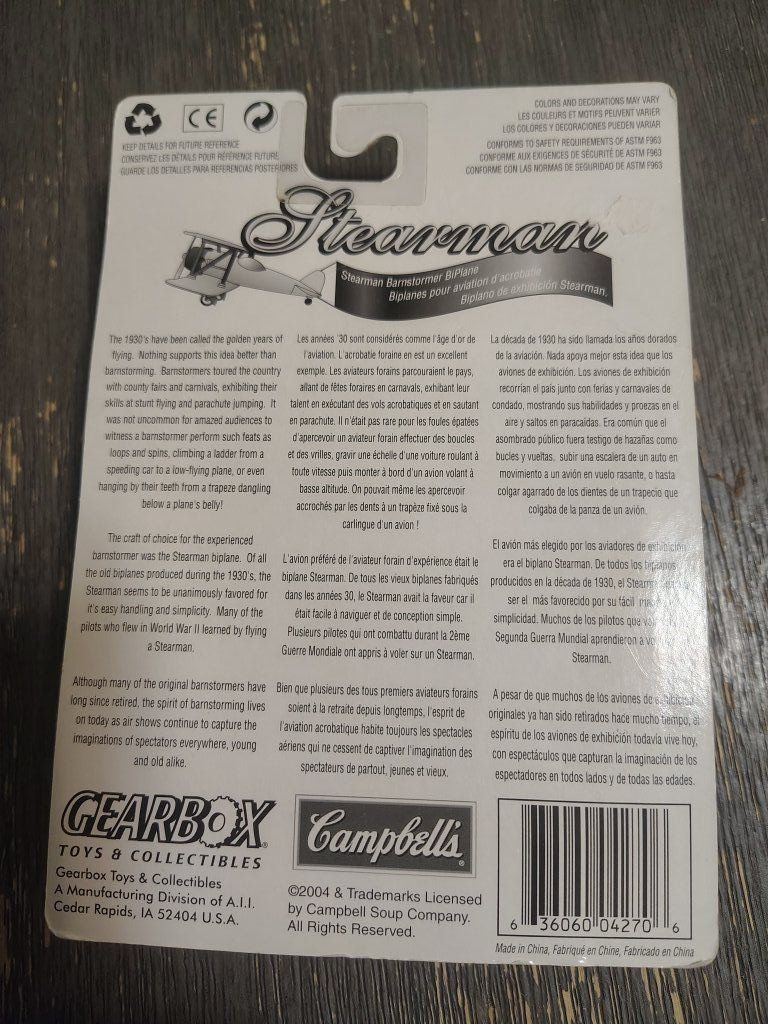 CE
KEEP DETAILS FOR FUTURE REFERENCE
CONSERVEZ LES DÉTAILS POUR RÉFÉRENCE FUTURE
GUARDE LOS DETALLES PARA REFERENCIAS POSTERIORES
COLORS AND DECORATIONS MAY VARY
LES COULEURS ET MOTIFS PEUVENT VARIER
LOS COLORES Y DECORACIONES PUEDEN VARIAR
CONFORMS TO SAFETY REQUIREMENTS OF ASTM F963
CONFORME AUX EXIGENCES DE SÉCURITÉ DE ASTM F963
CONFORME CON LAS NORMAS DE SEGURIDAD DE ASTM F963
Stearman
Stearman Barnstormer BiPlane
Biplanes pour aviation d'acrobatie
Biplano de exhibición Stearman.
The 1930's have been called the golden years of
flying. Nothing supports this idea better than
barnstorming. Barnstormers toured the country
with county fairs and carnivals, exhibiting their
skills at stunt flying and parachute jumping. It
was not uncommon for amazed audiences to
witness a barnstormer perform such feats as
loops and spins, climbing a ladder from a
speeding car to a low-flying plane, or even
hanging by their teeth from a trapeze dangling
below a plane's belly!
The craft of choice for the experienced
barnstormer was the Stearman biplane. Of all
the old biplanes produced during the 1930's, the
Stearman seems to be unanimously favored for
it's easy handling and simplicity. Many of the
pilots who flew in World War II learned by flying
a Stearman.
Although many of the original barnstormers have
long since retired, the spirit of barnstorming lives
on today as air shows continue to capture the
imaginations of spectators everywhere, young
and old alike.
Les années '30 sont considérés comme l'âge d'or de
l'aviation. L'acrobatie foraine en est un excellent
exemple. Les aviateurs forains parcouraient le pays,
allant de fêtes foraines en carnavals, exhibant leur
talent en exécutant des vols acrobatiques et en sautant
en parachute. Il n'était pas rare pour les foules épatées
d'apercevoir un aviateur forain effectuer des boucles
et des vrilles, gravir une échelle d'une voiture roulant à
toute vitesse puis monter à bord d'un avion volant à
basse altitude. On pouvait même les apercevoir
accrochés par les dents à un trapèze fixé sous la
carlingue d'un avion !
L'avion préféré de l'aviateur forain d'expérience était le
biplane Stearman. De tous les vieux biplanes fabriqués
dans les années 30, le Stearman avait la faveur car il
était facile à naviguer et de conception simple.
Plusieurs pilotes qui ont combattu durant la 2ème
Guerre Mondiale ont appris à voler sur un Stearman.
Bien que plusieurs des tous premiers aviateurs forains
soient à la retraite depuis longtemps, l'esprit de
l'aviation acrobatique habite toujours les spectacles
aériens qui ne cessent de captiver l'imagination des
spectateurs de partout, jeunes et vieux.
La década de 1930 ha sido llamada los años dorados
de la aviación. Nada apoya mejor esta idea que los
aviones de exhibición. Los aviones de exhibición
recorrían el país junto con ferias y carnavales de
condado, mostrando sus habilidades y proezas en el
aire y saltos en paracaídas. Era común que el
asombrado público fuera testigo de hazañas como
bucles y vueltas, subir una escalera de un auto en
movimiento a un avión en vuelo rasante, o hasta
colgar agarrado de los dientes de un trapecio que
colgaba de la panza de un avión.
El avión más elegido por los aviadores de exhibición
era el biplano Stearman. De todos los biplanos
producidos en la década de 1930, el
ser el más favorecido por su fácil
simplicidad. Muchos de los pilotos que
Segunda Guerra Mundial aprendieron a
Stearman.
A pesar de que muchos de los aviones de
originales ya han sido retirados hace mucho tiempo, el
espíritu de los aviones de exhibición todavía vive hoy,
con espectáculos que capturan la imaginación de los
espectadores en todos lados y de todas las edades.
GEARBOX
TOYS & COLLECTIBLES
Gearbox Toys & Collectibles
A Manufacturing Division of A.I.I.
Cedar Rapids, IA 52404 U.S.A.
Campbell's®
©2004 & Trademarks Licensed
by Campbell Soup Company.
All Rights Reserved.
6 36060 04270 6
Made in China, Fabriqué en Chine, Fabricado en China